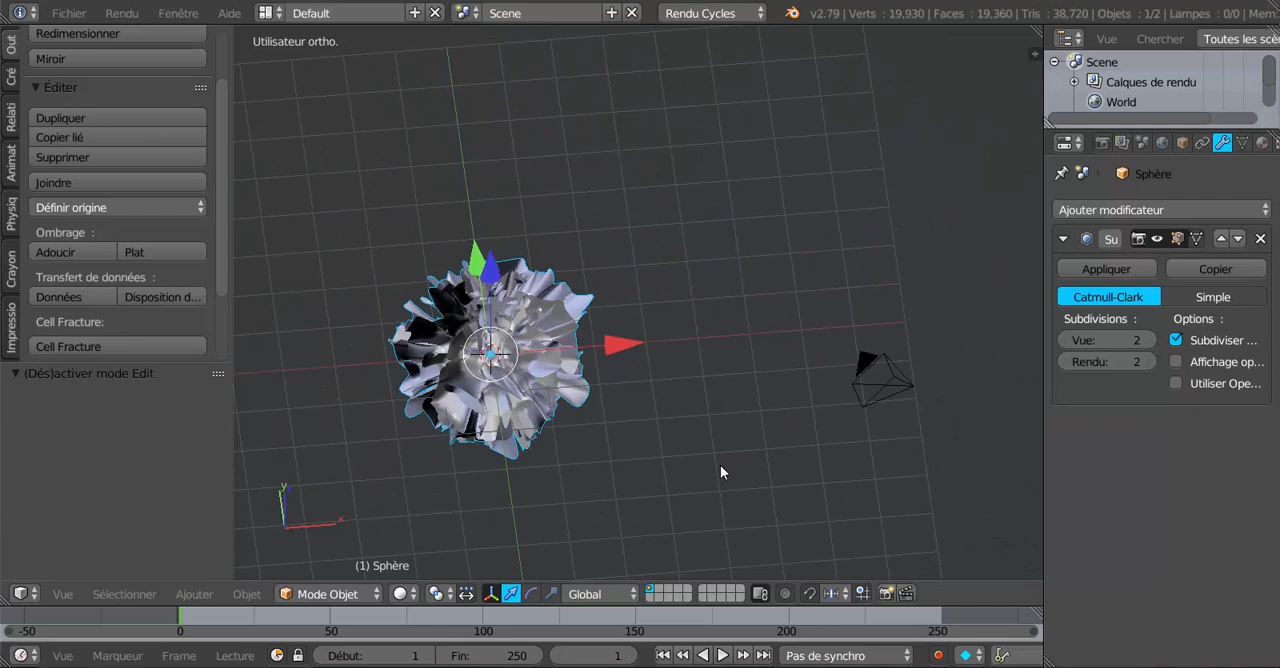 Fichier Rendu Fenêtre Aide Default Scene Rendu Cycles v2.79 | Verts : 19,930 | Faces : 19,360 | Tris : 38,720 | Objets : 1/2 | Lampes : 0/0 | Mem:
Redimensionner
Miroir
Éditer
Dupliquer
Copier lié
Supprimer
Joindre
Définir origine
Ombrage :
Adoucir Plat
Transfert de données :
Données Disposition d...
Cell Fracture:
Cell Fracture
(Dés)activer mode Edit
Out
Cré
Relati
Animat
Physiq
Crayon
Impressio
Utilisateur ortho.
y
x
(1) Sphère
Vue Chercher Toutes les scè
Scene
Calques de rendu
World
Sphère
Ajouter modificateur
Su
Appliquer Copier
Catmull-Clark Simple
Subdivisions : Options :
Vue: 2 Subdiviser ...
Rendu: 2 Affichage op...
Utiliser Ope...
Vue Sélectionner Ajouter Objet Mode Objet Global
-50 0 50 100 150 200 250
Vue Marqueur Frame Lecture Début: 1 Fin: 250 1 Pas de synchro